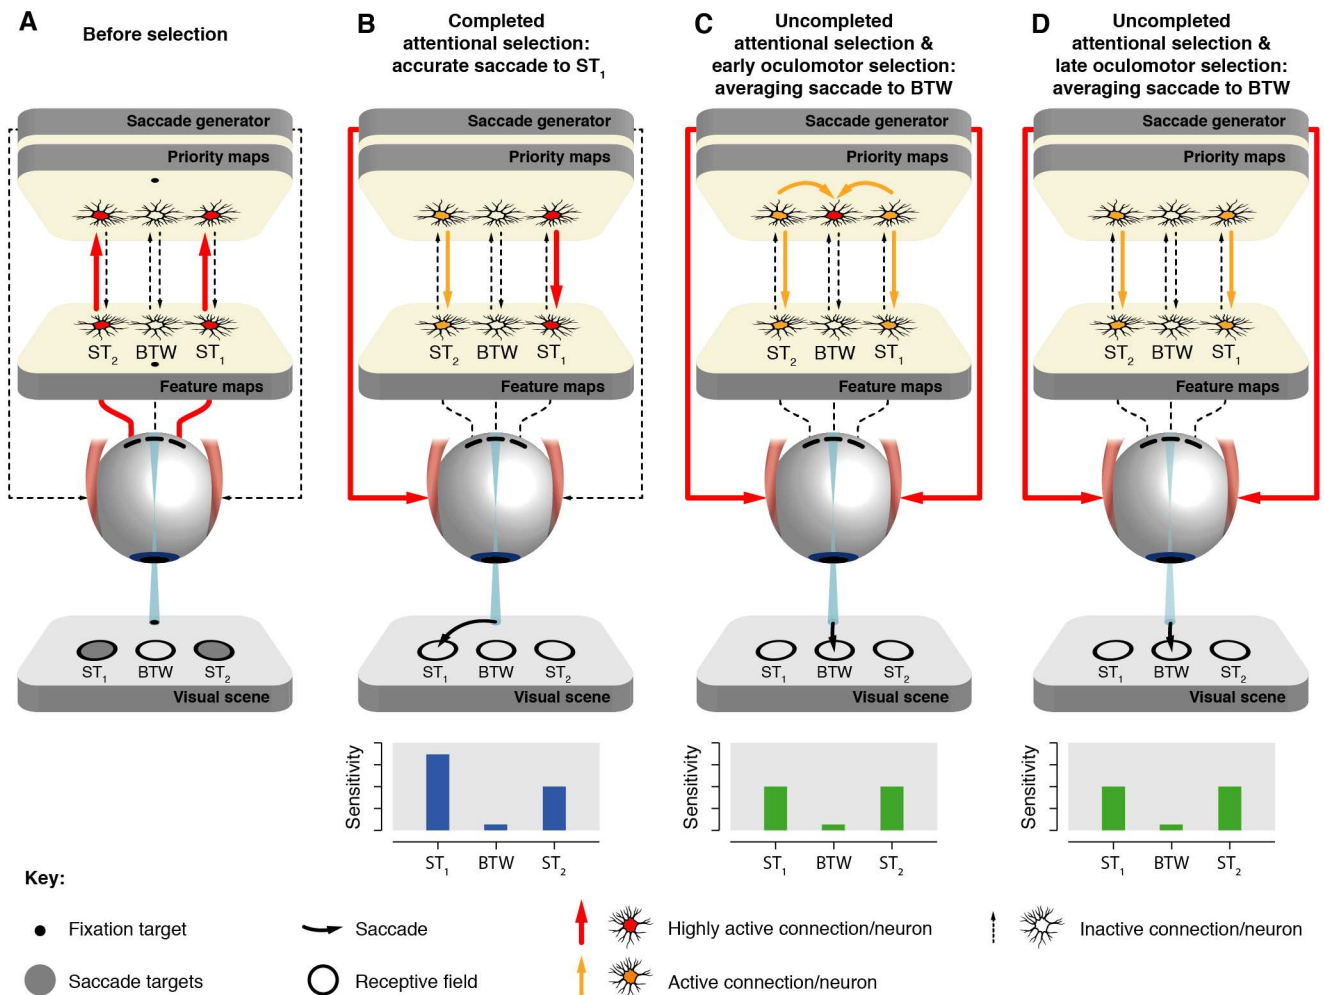 A
Before selection
Saccade generator
Priority maps
ST2 BTW ST1
Feature maps
ST1 BTW ST2
Visual scene
B
Completed
attentional selection:
accurate saccade to ST1
Saccade generator
Priority maps
ST2 BTW ST1
Feature maps
ST1 BTW ST2
Visual scene
Sensitivity
ST1 BTW ST2
C
Uncompleted
attentional selection &
early oculomotor selection:
averaging saccade to BTW
Saccade generator
Priority maps
ST2 BTW ST1
Feature maps
ST1 BTW ST2
Visual scene
Sensitivity
ST1 BTW ST2
D
Uncompleted
attentional selection &
late oculomotor selection:
averaging saccade to BTW
Saccade generator
Priority maps
ST2 BTW ST1
Feature maps
ST1 BTW ST2
Visual scene
Sensitivity
ST1 BTW ST2
Key:
Fixation target
Saccade
Highly active connection/neuron
Inactive connection/neuron
Saccade targets
Receptive field
Active connection/neuron